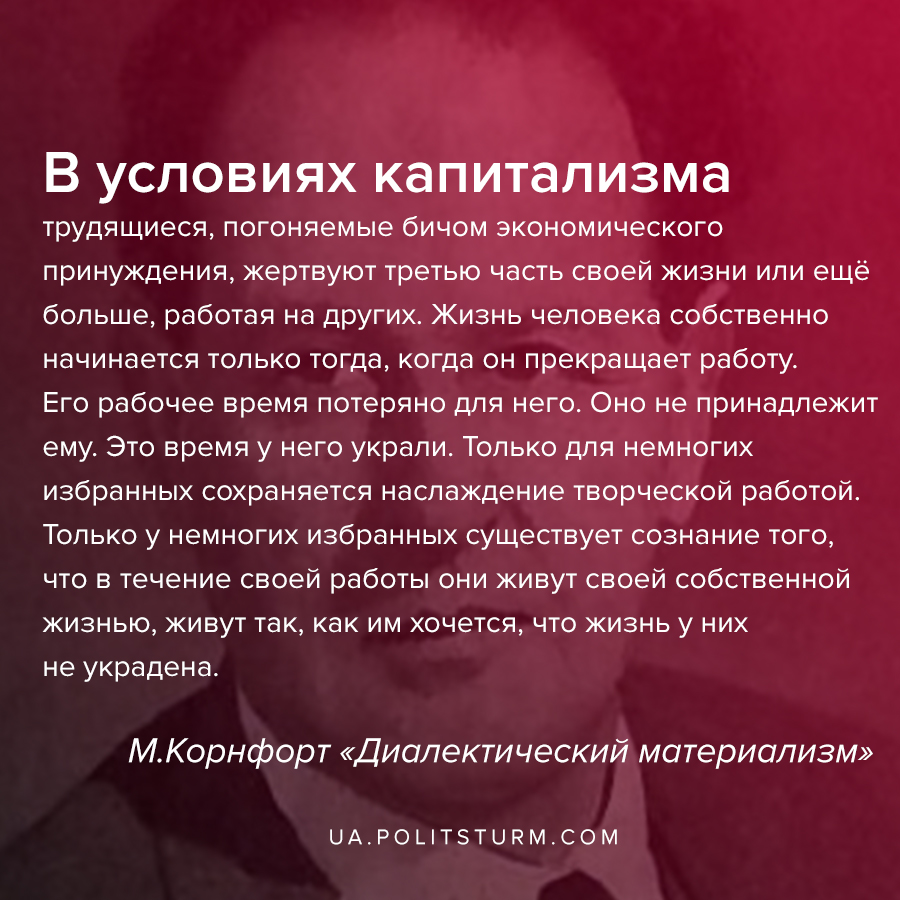 В условиях капитализма
трудящиеся, погоняемые бичом экономического
принуждения, жертвуют третью часть своей жизни или ещё
больше, работая на других. Жизнь человека собственно
начинается только тогда, когда он прекращает работу.
Его рабочее время потеряно для него. Оно не принадлежит
ему. Это время у него украли. Только для немногих
избранных сохраняется наслаждение творческой работой.
Только у немногих избранных существует сознание того,
что в течение своей работы они живут своей собственной
жизнью, живут так, как им хочется, что жизнь у них
не украдена.
М.Корнфорт «Диалектический материализм»
UA.POLITSTURM.COM